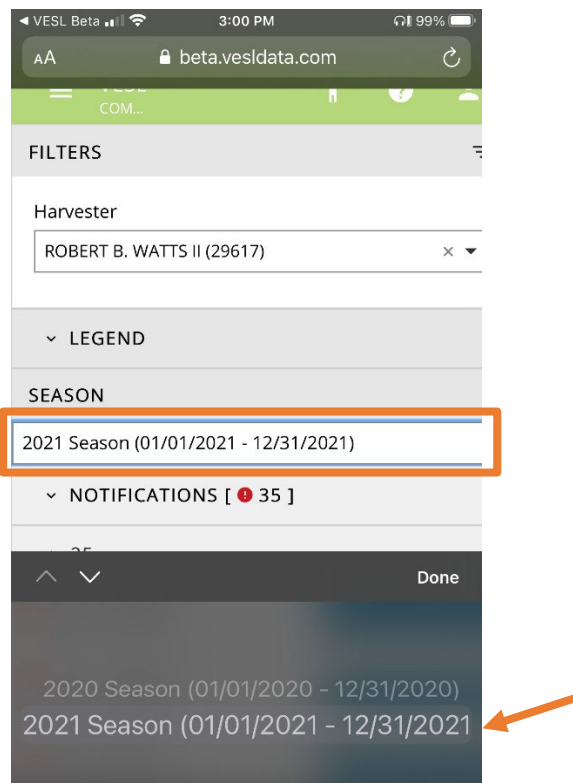 VESL Beta 3:00 PM 99%
AA beta.vesldata.com
COM...
FILTERS
Harvester
ROBERT B. WATTS II (29617) ×
LEGEND
SEASON
2021 Season (01/01/2021 - 12/31/2021)
NOTIFICATIONS [ 35 ]
Done
2020 Season (01/01/2020 - 12/31/2020)
2021 Season (01/01/2021 - 12/31/2021